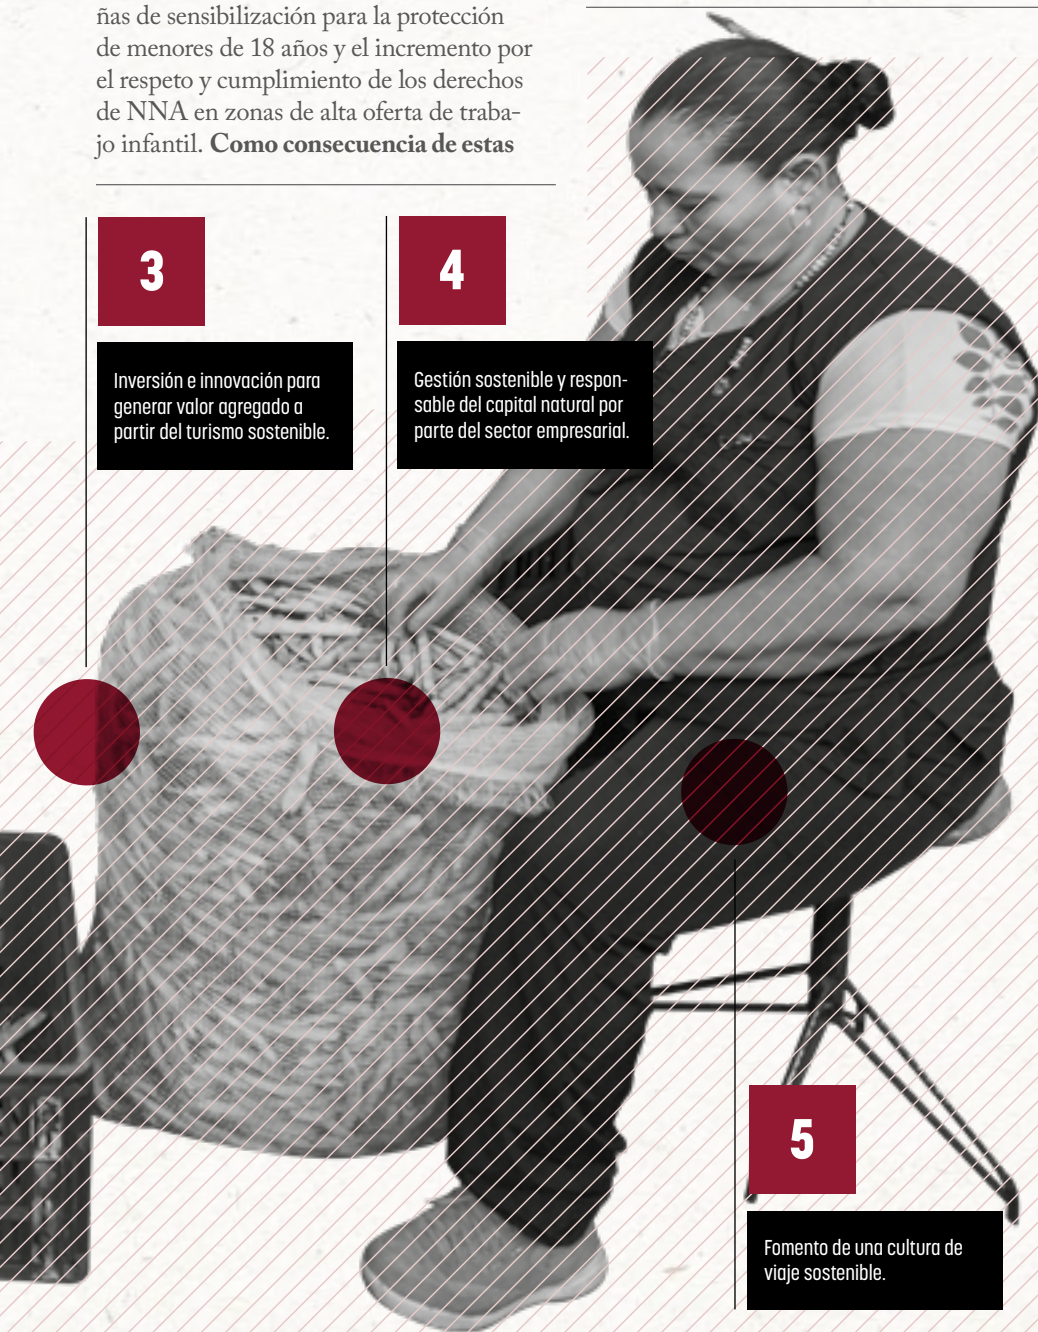 ñas de sensibilización para la protección
de menores de 18 años y el incremento por
el respeto y cumplimiento de los derechos
de NNA en zonas de alta oferta de traba-
jo infantil. Como consecuencia de estas
3
Inversión e innovación para
generar valor agregado a
partir del turismo sostenible.
4
Gestión sostenible y respon-
sable del capital natural por
parte del sector empresarial.
5
Fomento de una cultura de
viaje sostenible.